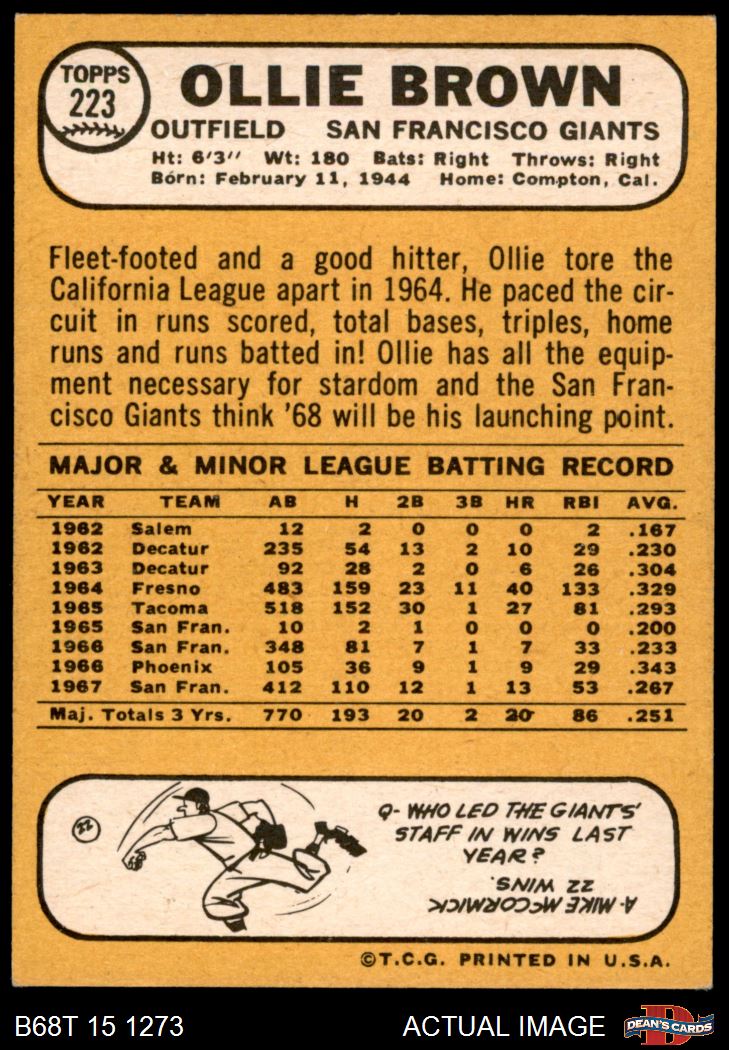 TOPPS
223
OLLIE BROWN
OUTFIELD SAN FRANCISCO GIANTS
Ht: 6'3" Wt: 180 Bats: Right Throws: Right
Born: February 11, 1944 Home: Compton, Cal.
Fleet-footed and a good hitter, Ollie tore the
California League apart in 1964. He paced the cir-
cuit in runs scored, total bases, triples, home
runs and runs batted in! Ollie has all the equip-
ment necessary for stardom and the San Fran-
cisco Giants think '68 will be his launching point.
MAJOR & MINOR LEAGUE BATTING RECORD
YEAR TEAM AB H 2B 3B HR RBI AVG.
1962 Salem 12 2 0 0 0 2 .167
1962 Decatur 235 54 13 2 10 29 .230
1963 Decatur 92 28 2 0 6 26 .304
1964 Fresno 483 159 23 11 40 133 .329
1965 Tacoma 518 152 30 1 27 81 .293
1965 San Fran. 10 2 1 0 0 0 .200
1966 San Fran. 348 81 7 1 7 33 .233
1966 Phoenix 105 36 9 1 9 29 .343
1967 San Fran. 412 110 12 1 13 53 .267
Maj. Totals 3 Yrs. 770 193 20 2 20 86 .251
22
Q- WHO LED THE GIANTS'
STAFF IN WINS LAST
YEAR?
A- MIKE McCORMICK
22 WINS.
©T.C.G. PRINTED IN U.S.A.
B68T 15 1273 ACTUAL IMAGE
D
DEAN'S CARDS